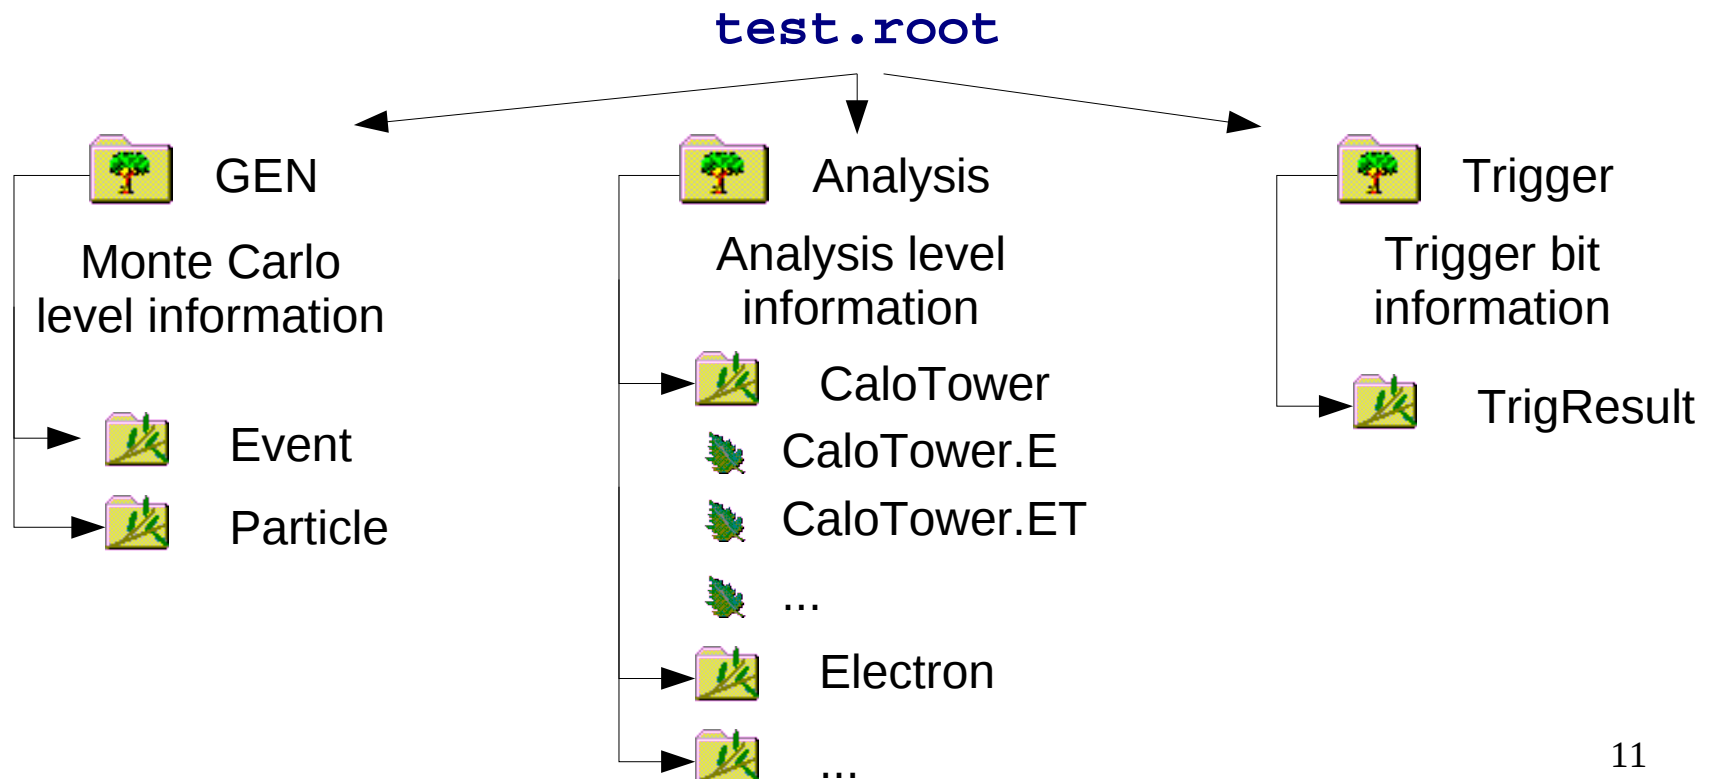 test.root
GEN
Monte Carlo
level information
Event
Particle
Analysis
Analysis level
information
CaloTower
CaloTower.E
CaloTower.ET
...
Electron
...
Trigger
Trigger bit
information
TrigResult
11